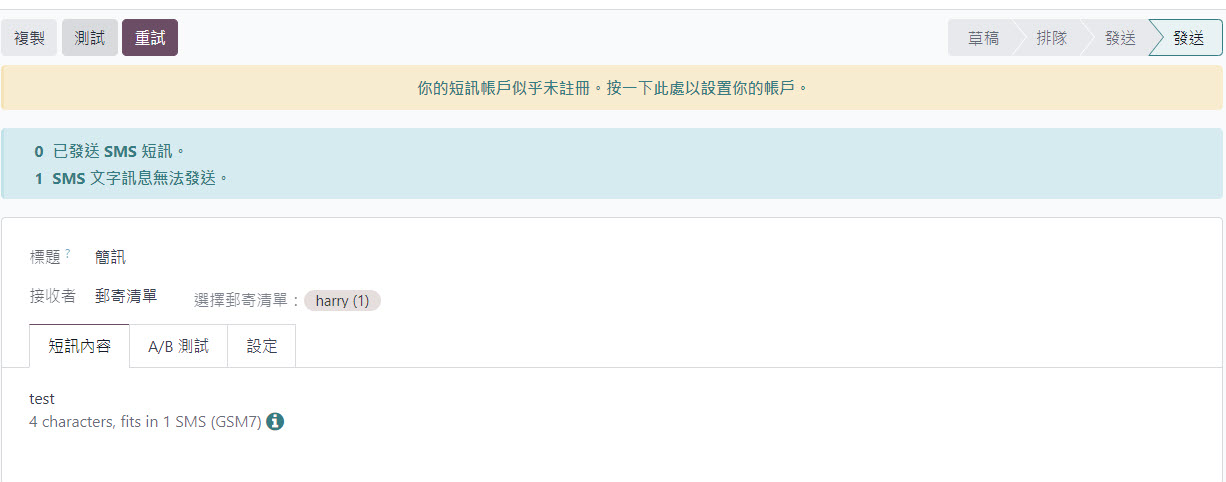 複製 測試 重試 草稿 排隊 發送 發送
你的短訊帳戶似乎未註冊。按一下此處以設置你的帳戶。
0 已發送 SMS 短訊。
1 SMS 文字訊息無法發送。
標題 ? 簡訊
接收者 郵寄清單 選擇郵寄清單： harry (1)
短訊內容 A/B 測試 設定
test
4 characters, fits in 1 SMS (GSM7)